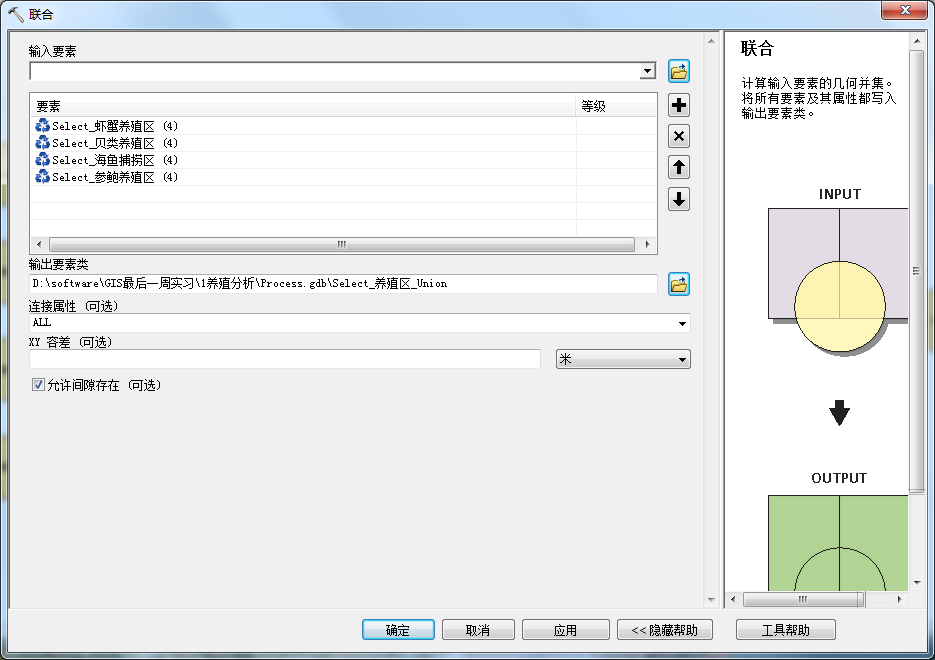 联合
输入要素
要素 等级
Select_虾蟹养殖区 (4)
Select_贝类养殖区 (4)
Select_海鱼捕捞区 (4)
Select_参鲍养殖区 (4)
输出要素类
D:\software\GIS最后一周实习\1养殖分析\Process.gdb\Select_养殖区_Union
连接属性 (可选)
ALL
XY 容差 (可选)
米
允许间隙存在 (可选)
确定 取消 应用 << 隐藏帮助 工具帮助
联合
计算输入要素的几何并集。
将所有要素及其属性都写入
输出要素类。
INPUT
OUTPUT